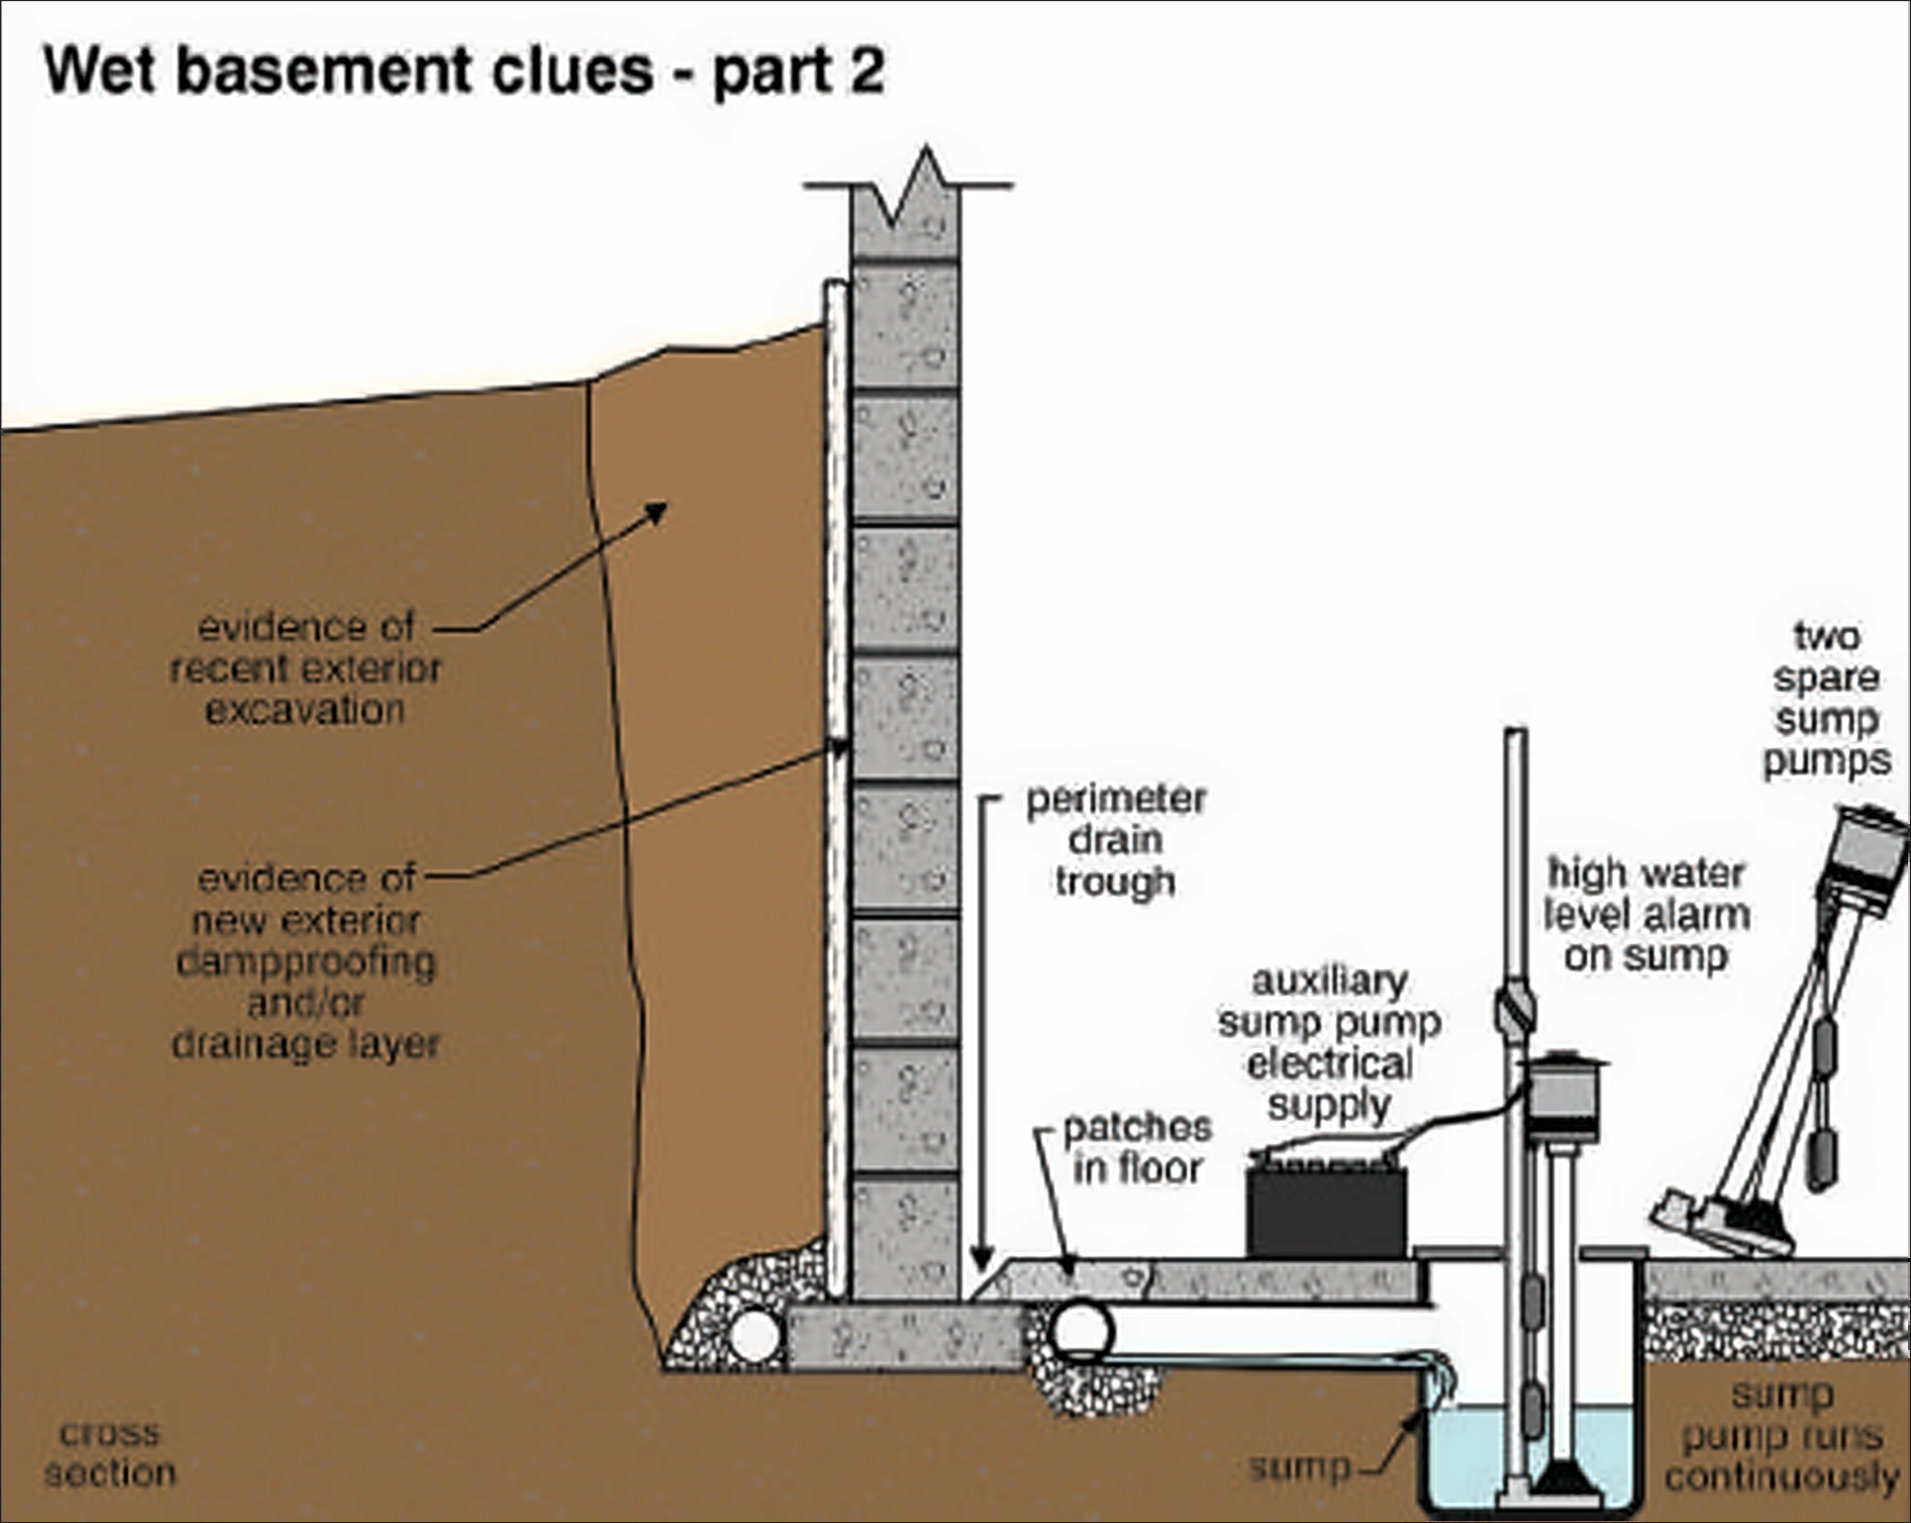 Wet basement clues - part 2
evidence of
recent exterior
excavation
evidence of
new exterior
dampproofing
and/or
drainage layer
cross
section
perimeter
drain
trough
patches
in floor
auxiliary
sump pump
electrical
supply
high water
level alarm
on sump
two
spare
sump
pumps
sump
sump
pump runs
continuously